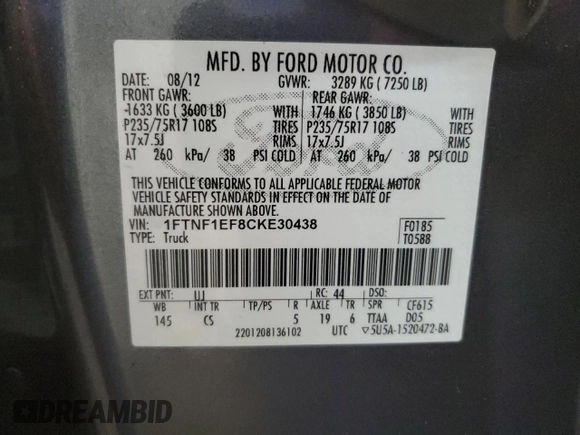 MFD. BY FORD MOTOR CO.
DATE: 08/12 GVWR: 3289 KG ( 7250 LB)
FRONT GAWR: REAR GAWR:
1633 KG ( 3600 LB) WITH 1746 KG ( 3850 LB) WITH
P235/75R17 108S TIRES P235/75R17 108S TIRES
17x7.5J RIMS 17x7.5J RIMS
AT 260 kPa/ 38 PSI COLD AT 260 kPa/ 38 PSI COLD
THIS VEHICLE CONFORMS TO ALL APPLICABLE FEDERAL MOTOR
VEHICLE SAFETY STANDARDS IN EFFECT ON THE DATE OF
MANUFACTURE SHOWN ABOVE.
VIN: 1FTNF1EF8CKE30438 F0185
TYPE: Truck T0588
EXT PNT: UJ RC: 44 DSO:
WB INT TR TP/PS R AXLE TR SPR CF615
145 CS 5 19 6 TTAA D05
2201208136102 UTC ▽5U5A-1520472-BA
Ford
DREAMBID